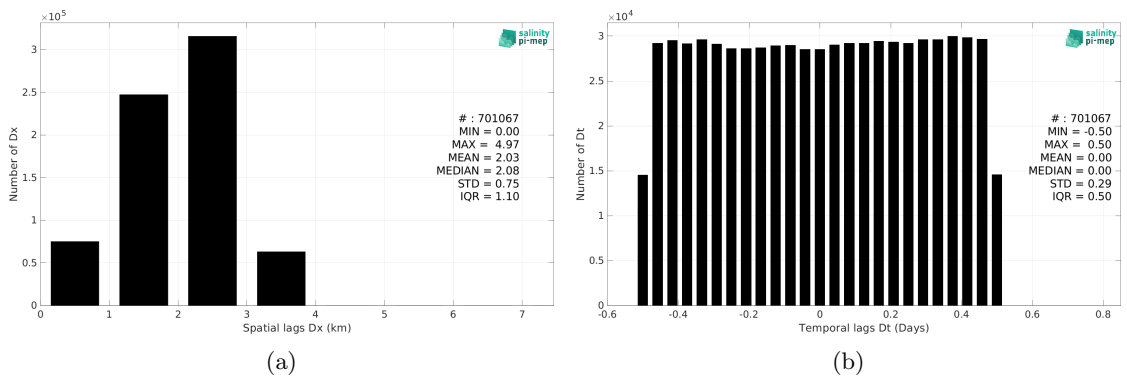 ×10^5
3
2.5
2
1.5
1
0.5
0
0 1 2 3 4 5 6 7
Number of Dx
Spatial lags Dx (km)
salinity
pi-mep
# : 701067
MIN = 0.00
MAX = 4.97
MEAN = 2.03
MEDIAN = 2.08
STD = 0.75
IQR = 1.10
(a)
×10^4
3
2.5
2
1.5
1
0.5
0
-0.6 -0.4 -0.2 0 0.2 0.4 0.6 0.8
Number of Dt
Temporal lags Dt (Days)
salinity
pi-mep
# : 701067
MIN = -0.50
MAX = 0.50
MEAN = 0.00
MEDIAN = 0.00
STD = 0.29
IQR = 0.50
(b)